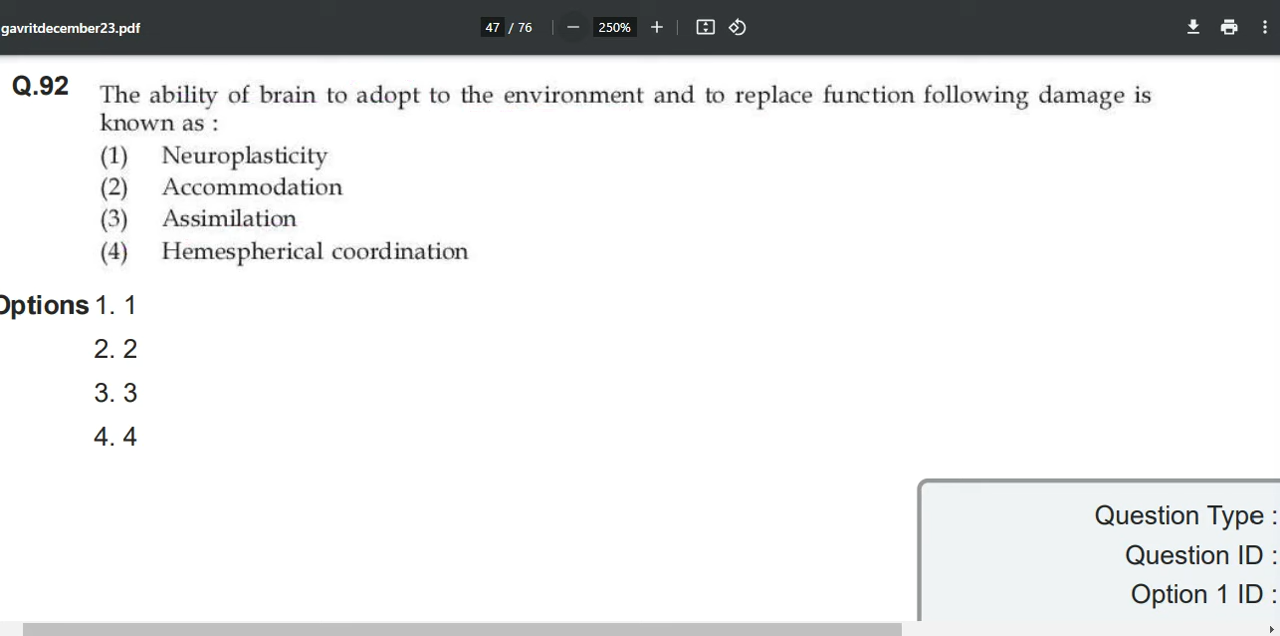 gavritdecember23.pdf
47 / 76 | − 250% + |
Q.92 The ability of brain to adopt to the environment and to replace function following damage is
known as :
(1) Neuroplasticity
(2) Accommodation
(3) Assimilation
(4) Hemespherical coordination
Options 1. 1
2. 2
3. 3
4. 4
Question Type :
Question ID :
Option 1 ID :